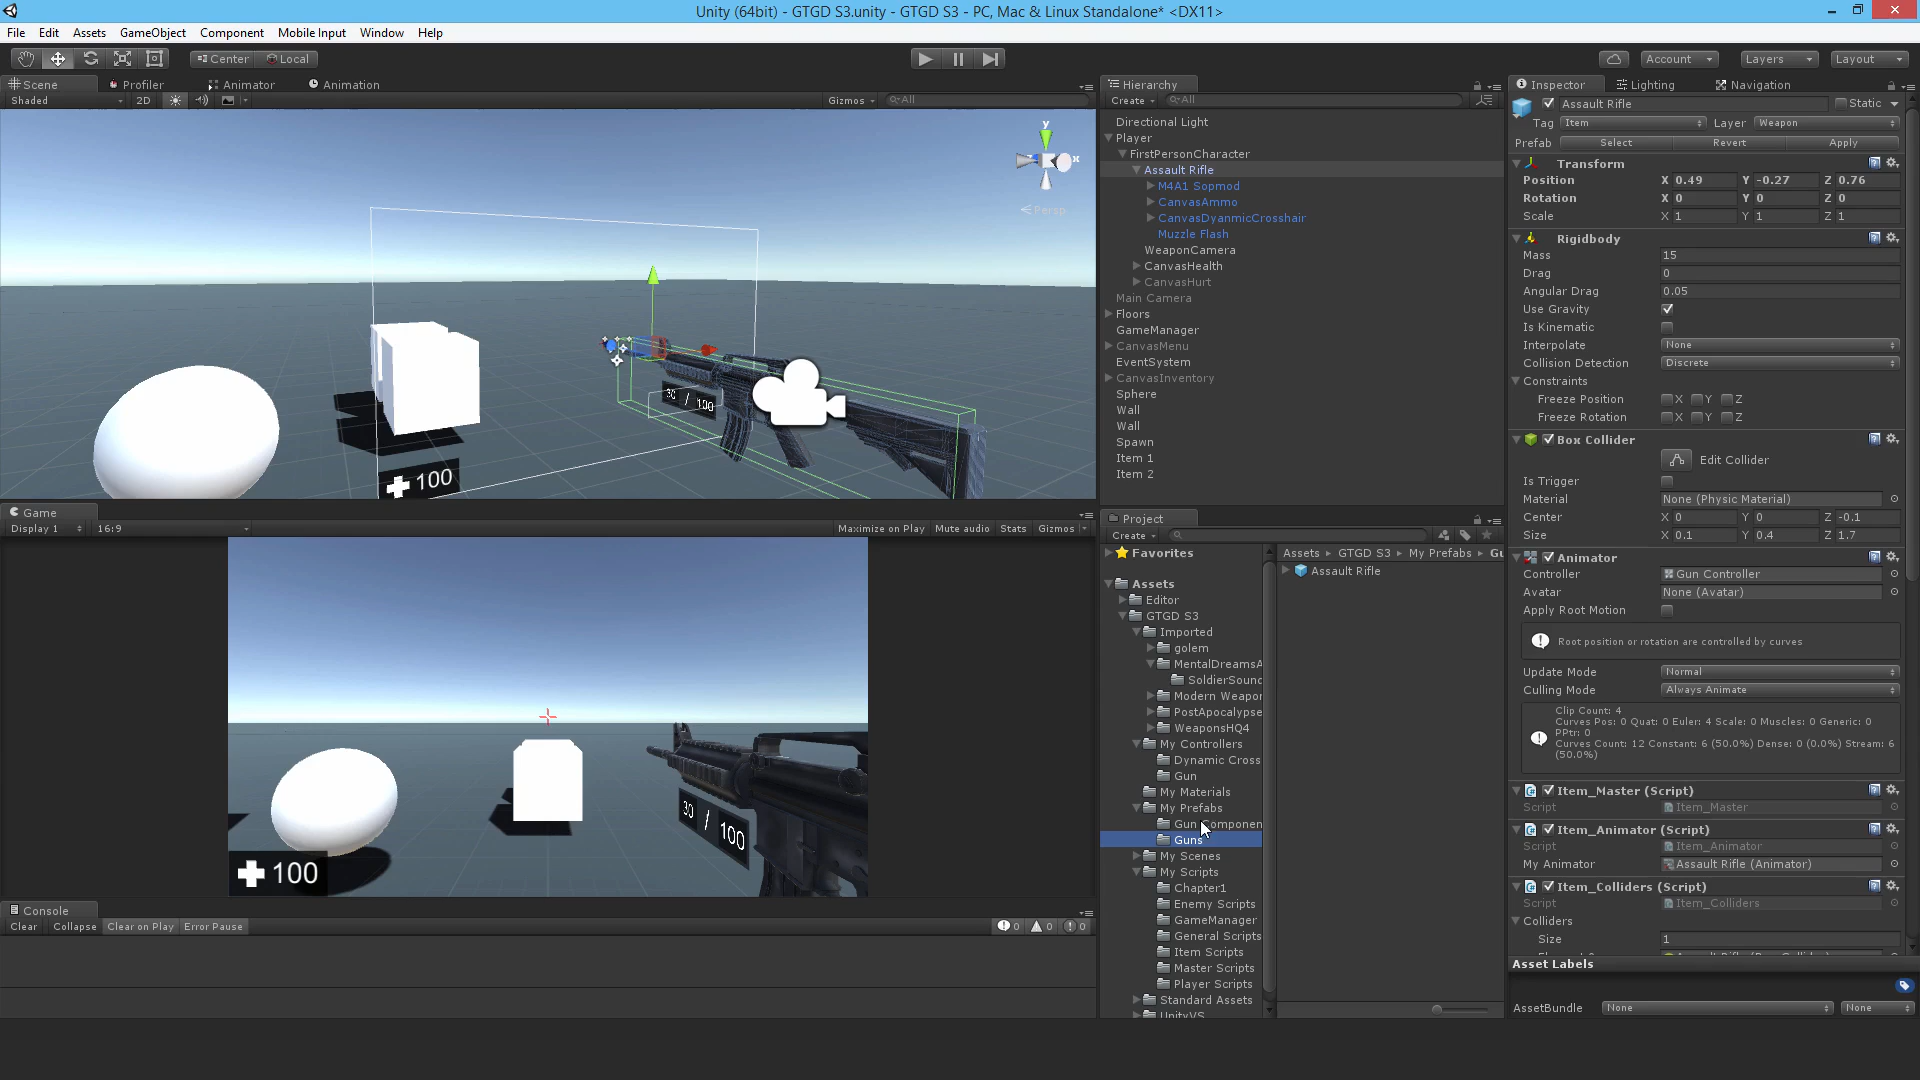 Unity (64bit) - GTGD S3.unity - GTGD S3 - PC, Mac & Linux Standalone* <DX11>
File Edit Assets GameObject Component Mobile Input Window Help
Center Local
Account Layers Layout
Scene Profiler Animator Animation
Shaded 2D Gizmos All
y
x
Persp
30 / 100
100
Game
Display 1 16:9 Maximize on Play Mute audio Stats Gizmos
30 / 100
100
Console
Clear Collapse Clear on Play Error Pause 0 0 0
Hierarchy
Create All
Directional Light
Player
FirstPersonCharacter
Assault Rifle
M4A1 Sopmod
CanvasAmmo
CanvasDyanmicCrosshair
Muzzle Flash
WeaponCamera
CanvasHealth
CanvasHurt
Main Camera
Floors
GameManager
CanvasMenu
EventSystem
CanvasInventory
Sphere
Wall
Wall
Spawn
Item 1
Item 2
Project
Create
Favorites
Assets
Editor
GTGD S3
Imported
golem
MentalDreamsA
SoldierSound
Modern Weapon
PostApocalypse
WeaponsHQ4
My Controllers
Dynamic Cross
Gun
My Materials
My Prefabs
Gun Componen
Guns
My Scenes
My Scripts
Chapter1
Enemy Scripts
GameManager
General Scripts
Item Scripts
Master Scripts
Player Scripts
Standard Assets
UnityVS
Assets GTGD S3 My Prefabs Gu
Assault Rifle
Inspector Lighting Navigation
Assault Rifle Static
Tag Item Layer Weapon
Prefab Select Revert Apply
Transform
Position X 0.49 Y -0.27 Z 0.76
Rotation X 0 Y 0 Z 0
Scale X 1 Y 1 Z 1
Rigidbody
Mass 15
Drag 0
Angular Drag 0.05
Use Gravity
Is Kinematic
Interpolate None
Collision Detection Discrete
Constraints
Freeze Position X Y Z
Freeze Rotation X Y Z
Box Collider
Edit Collider
Is Trigger
Material None (Physic Material)
Center X 0 Y 0 Z -0.1
Size X 0.1 Y 0.4 Z 1.7
Animator
Controller Gun Controller
Avatar None (Avatar)
Apply Root Motion
Root position or rotation are controlled by curves
Update Mode Normal
Culling Mode Always Animate
Clip Count: 4
Curves Pos: 0 Quat: 0 Euler: 4 Scale: 0 Muscles: 0 Generic: 0
PPtr: 0
Curves Count: 12 Constant: 6 (50.0%) Dense: 0 (0.0%) Stream: 6
(50.0%)
Item_Master (Script)
Script Item_Master
Item_Animator (Script)
Script Item_Animator
My Animator Assault Rifle (Animator)
Item_Colliders (Script)
Script Item_Colliders
Colliders
Size 1
Asset Labels
AssetBundle None None